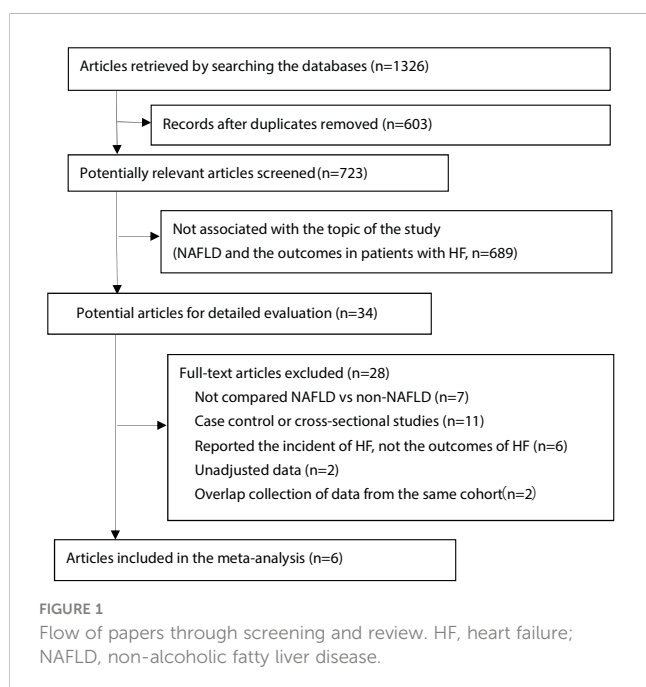 Articles retrieved by searching the databases (n=1326)
Records after duplicates removed (n=603)
Potentially relevant articles screened(n=723)
Not associated with the topic of the study
(NAFLD and the outcomes in patients with HF, n=689)
Potential articles for detailed evaluation (n=34)
Full-text articles excluded (n=28)
Not compared NAFLD vs non-NAFLD (n=7)
Case control or cross-sectional studies (n=11)
Reported the incident of HF, not the outcomes of HF (n=6)
Unadjusted data (n=2)
Overlap collection of data from the same cohort(n=2)
Articles included in the meta-analysis (n=6)
FIGURE 1
Flow of papers through screening and review. HF, heart failure;
NAFLD, non-alcoholic fatty liver disease.